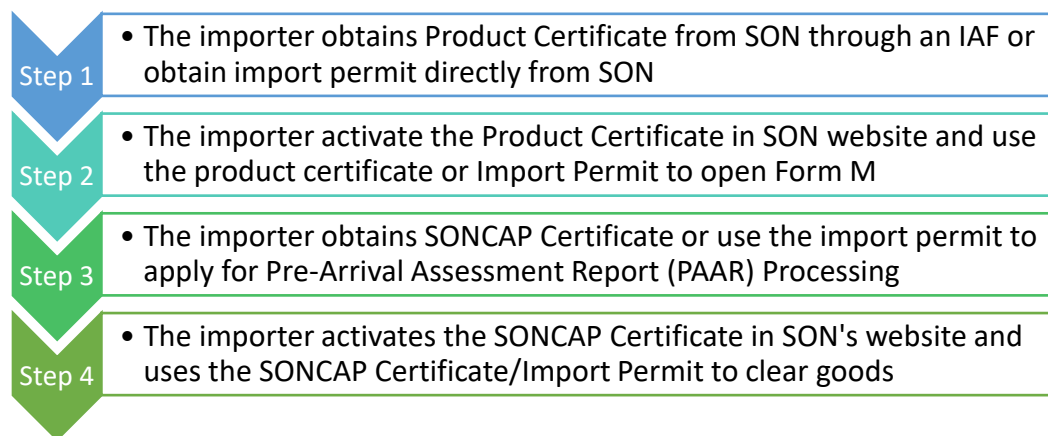 Step 1
• The importer obtains Product Certificate from SON through an IAF or
obtain import permit directly from SON
Step 2
• The importer activate the Product Certificate in SON website and use
the product certificate or Import Permit to open Form M
Step 3
• The importer obtains SONCAP Certificate or use the import permit to
apply for Pre-Arrival Assessment Report (PAAR) Processing
Step 4
• The importer activates the SONCAP Certificate in SON's website and
uses the SONCAP Certificate/Import Permit to clear goods